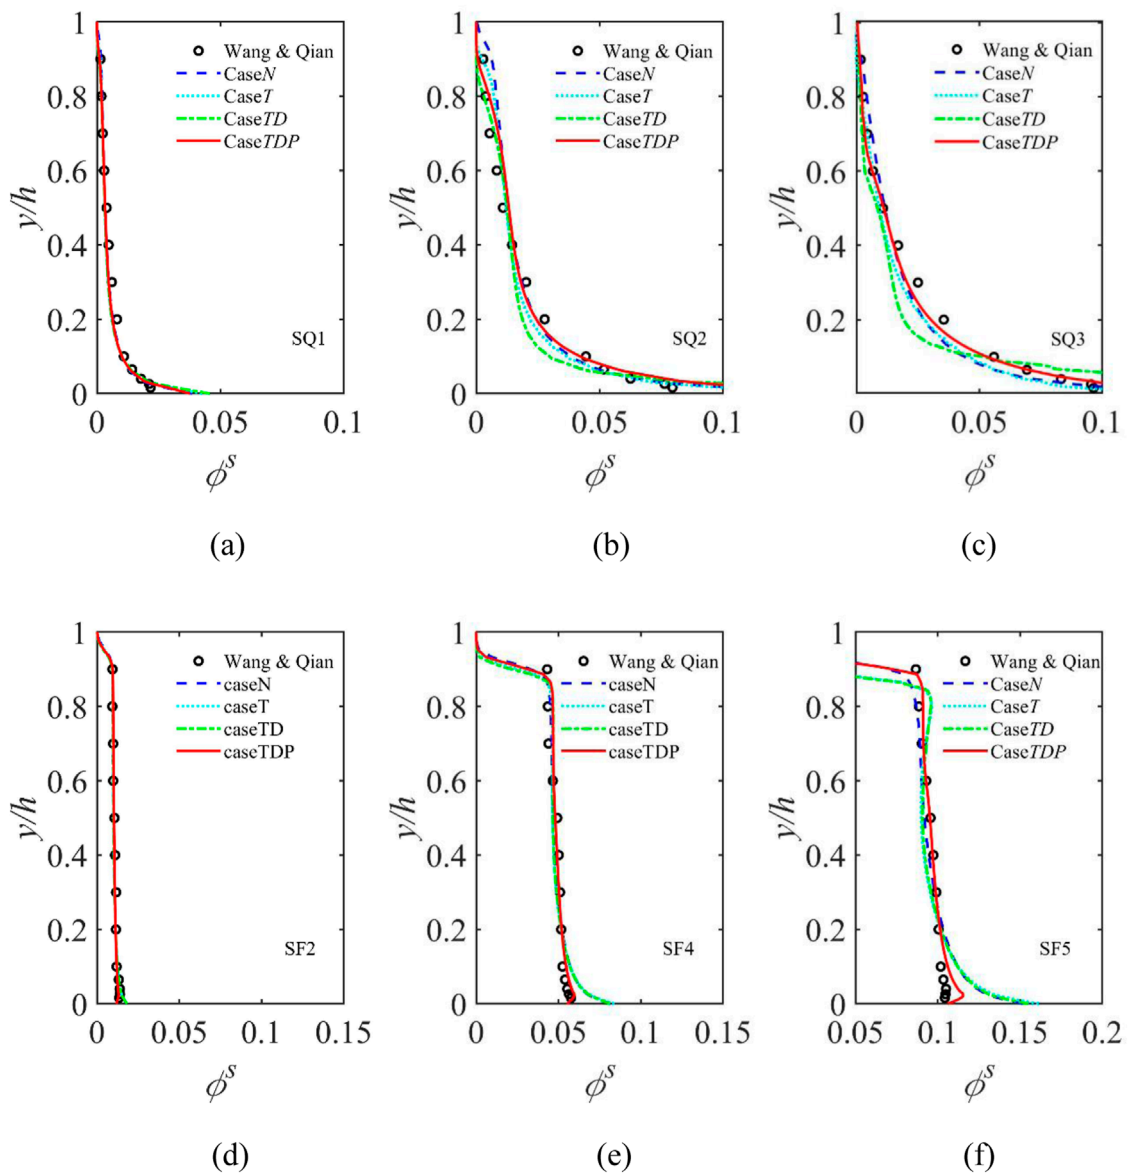 1
Wang & Qian
CaseN
0.8
CaseT
CaseTD
CaseTDP
0.6
y/h
0.4
0.2
SQ1
0
0
0.05
0.1
ϕˢ
(a)
1
Wang & Qian
CaseN
0.8
CaseT
CaseTD
CaseTDP
0.6
y/h
0.4
0.2
SQ2
0
0
0.05
0.1
ϕˢ
(b)
1
Wang & Qian
CaseN
0.8
CaseT
CaseTD
CaseTDP
0.6
y/h
0.4
0.2
SQ3
0
0
0.05
0.1
ϕˢ
(c)
1
Wang & Qian
caseN
0.8
caseT
caseTD
caseTDP
0.6
y/h
0.4
0.2
SF2
0
0
0.05
0.1
0.15
ϕˢ
(d)
1
Wang & Qian
caseN
0.8
caseT
caseTD
caseTDP
0.6
y/h
0.4
0.2
SF4
0
0
0.05
0.1
0.15
ϕˢ
(e)
1
Wang & Qian
CaseN
0.8
CaseT
CaseTD
CaseTDP
0.6
y/h
0.4
0.2
SF5
0
0.05
0.1
0.15
0.2
ϕˢ
(f)